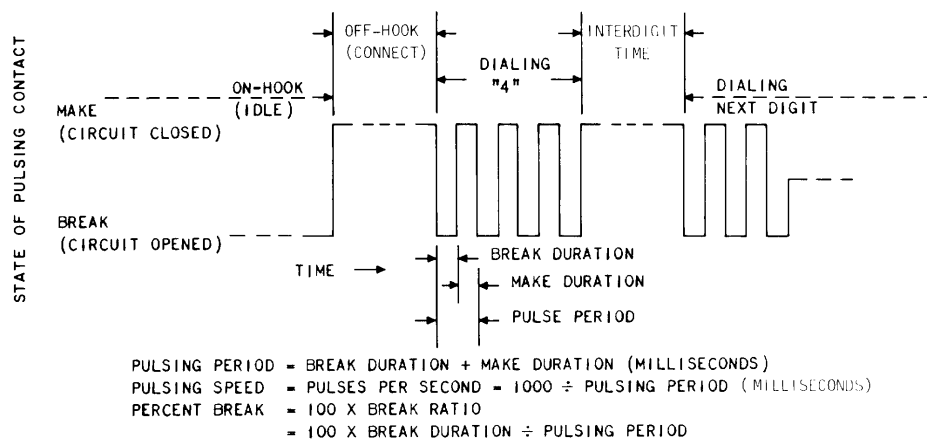 STATE OF PULSING CONTACT
OFF-HOOK
(CONNECT)
INTERDIGIT
TIME
DIALING
"4"
ON-HOOK
(IDLE)
DIALING
NEXT DIGIT
MAKE
(CIRCUIT CLOSED)
BREAK
(CIRCUIT OPENED)
TIME
BREAK DURATION
MAKE DURATION
PULSE PERIOD
PULSING PERIOD = BREAK DURATION + MAKE DURATION (MILLISECONDS)
PULSING SPEED = PULSES PER SECOND = 1000 ÷ PULSING PERIOD (MILLISECONDS)
PERCENT BREAK = 100 X BREAK RATIO
= 100 X BREAK DURATION ÷ PULSING PERIOD